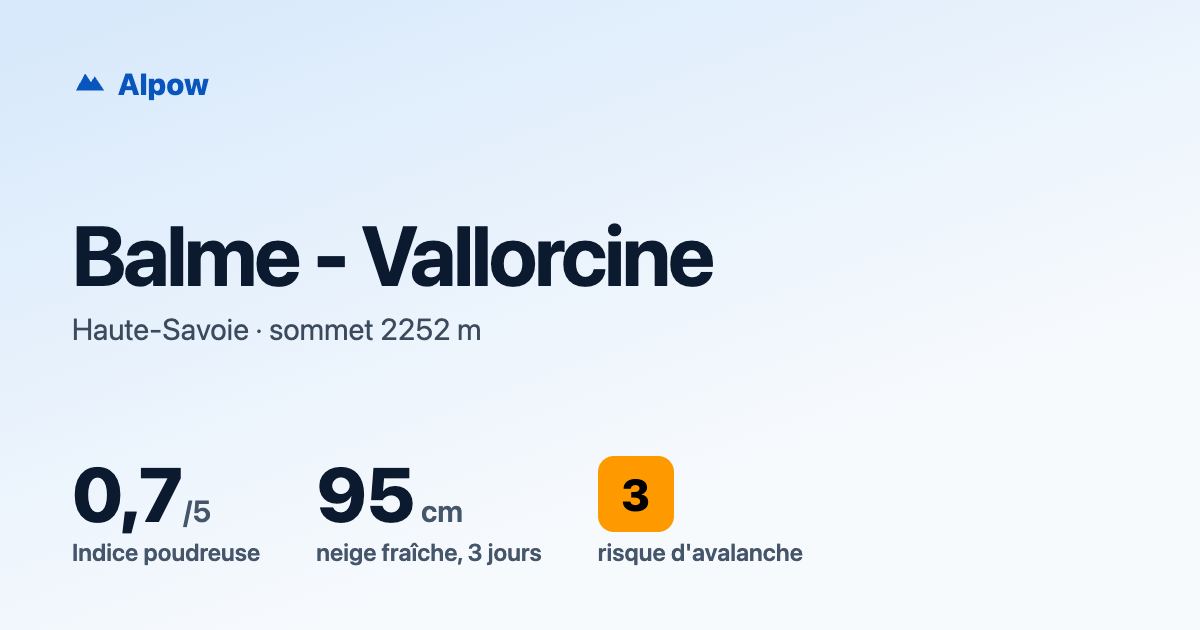 Alpow
Balme - Vallorcine
Haute-Savoie · sommet 2252 m
0,7 /5
Indice poudreuse
95 cm
neige fraîche, 3 jours
3
risque d'avalanche